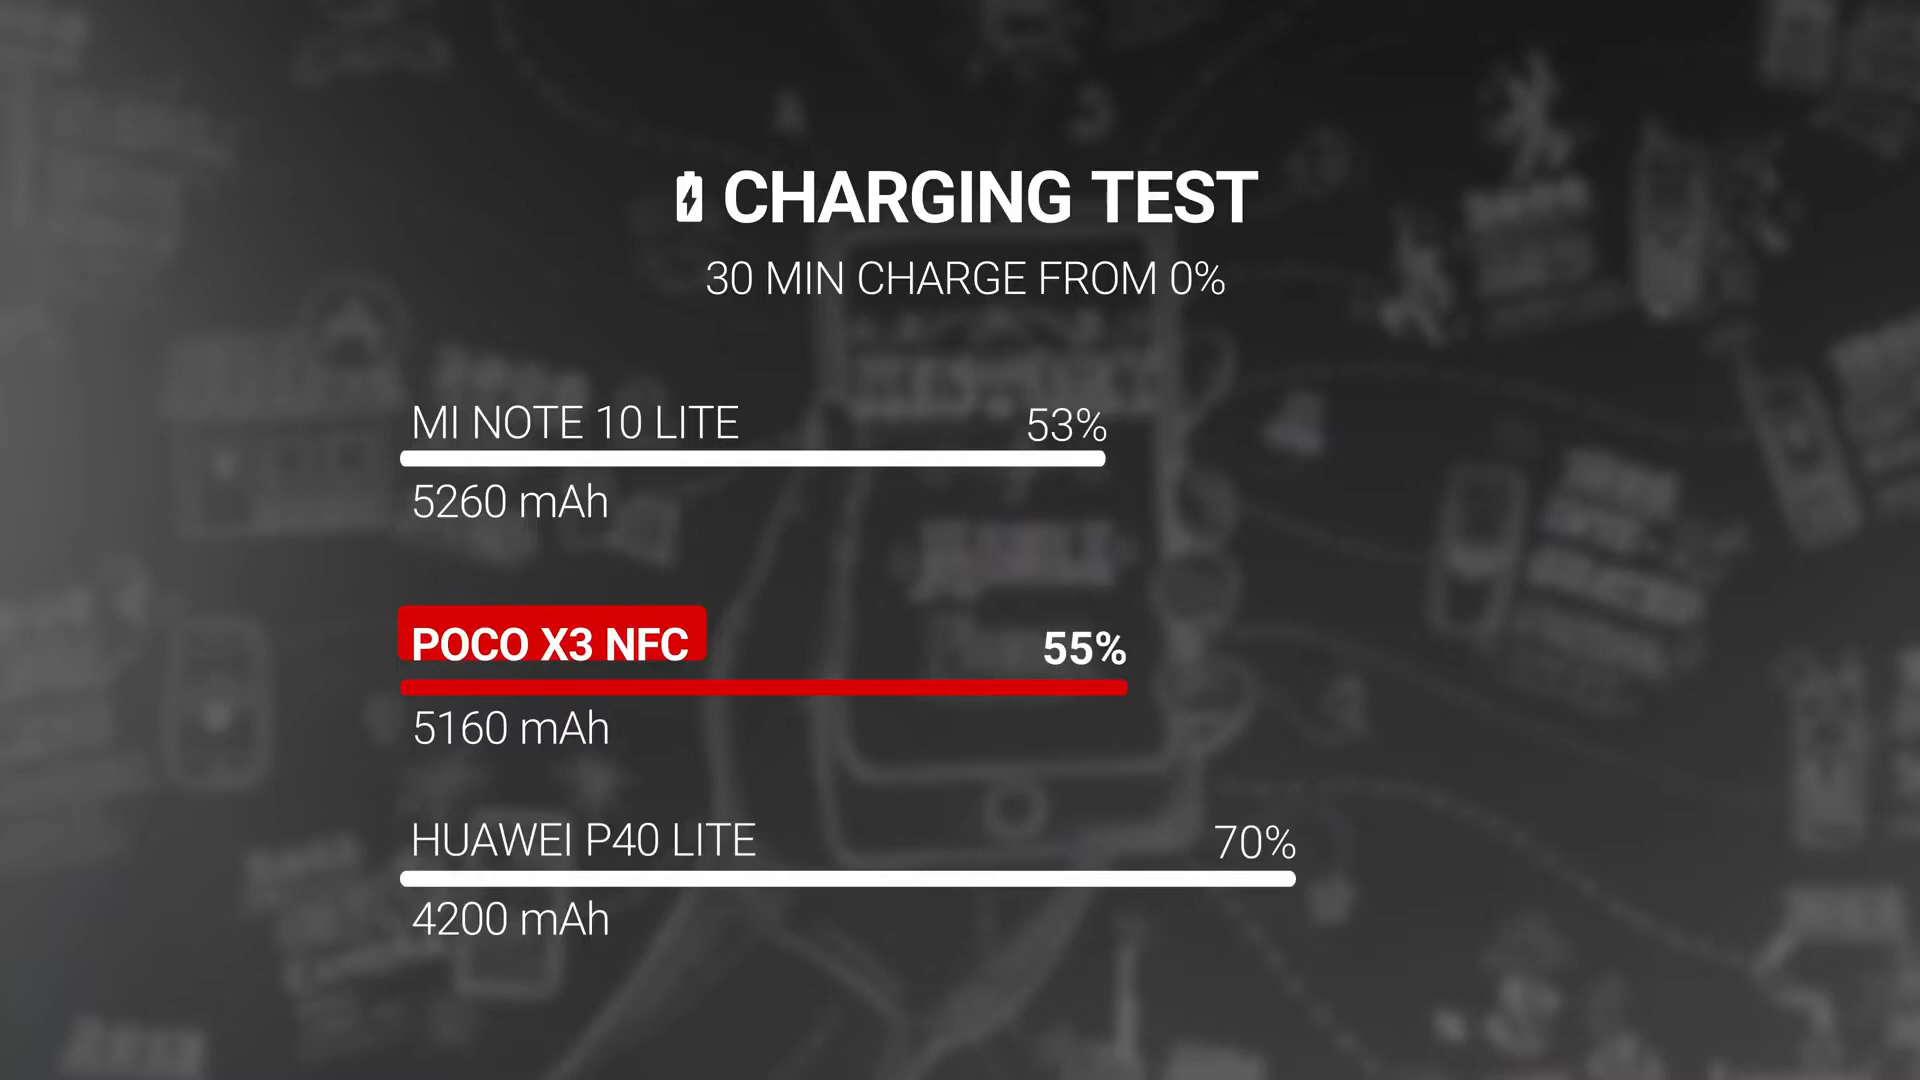 CHARGING TEST
30 MIN CHARGE FROM 0%
MI NOTE 10 LITE 53%
5260 mAh
POCO X3 NFC 55%
5160 mAh
HUAWEI P40 LITE 70%
4200 mAh